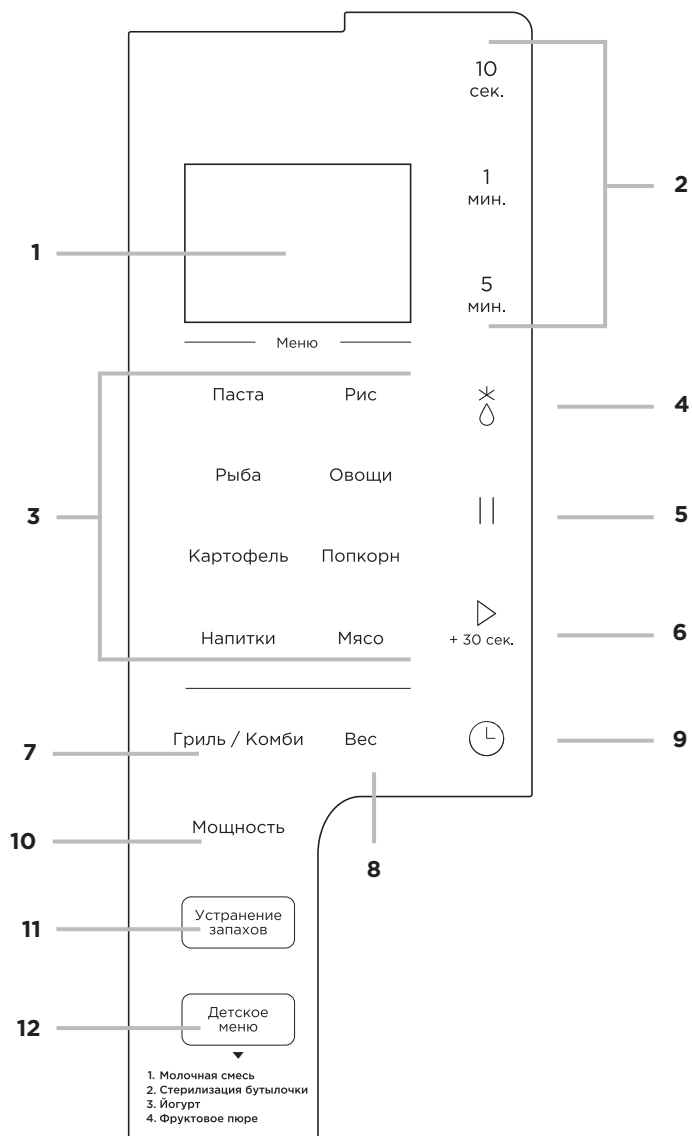 10
сек.
2
1
мин.
1
5
мин.
Меню
Паста Рис
4
Рыба Овощи
3
5
Картофель Попкорн
Напитки Мясо
+ 30 сек.
6
7
Гриль / Комби Вес
9
10
Мощность
8
11
Устранение
запахов
12
Детское
меню
1. Молочная смесь
2. Стерилизация бутылочки
3. Йогурт
4. Фруктовое пюре